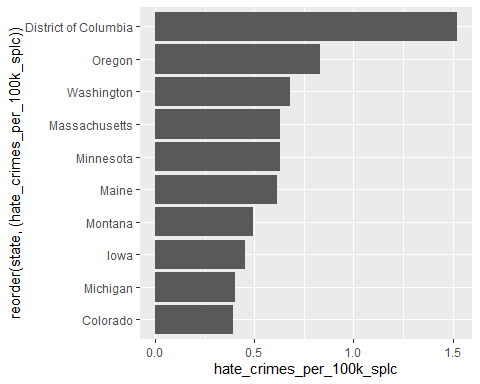 reorder(state, (hate_crimes_per_100k_splc))
District of Columbia
Oregon
Washington
Massachusetts
Minnesota
Maine
Montana
Iowa
Michigan
Colorado
0.0 0.5 1.0 1.5
hate_crimes_per_100k_splc